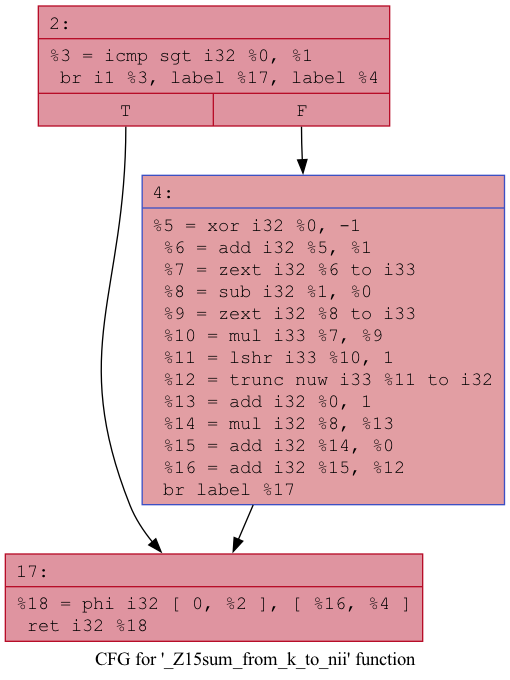 2:
%3 = icmp sgt i32 %0, %1
br i1 %3, label %17, label %4
T F
4:
%5 = xor i32 %0, -1
%6 = add i32 %5, %1
%7 = zext i32 %6 to i33
%8 = sub i32 %1, %0
%9 = zext i32 %8 to i33
%10 = mul i33 %7, %9
%11 = lshr i33 %10, 1
%12 = trunc nuw i33 %11 to i32
%13 = add i32 %0, 1
%14 = mul i32 %8, %13
%15 = add i32 %14, %0
%16 = add i32 %15, %12
br label %17
17:
%18 = phi i32 [ 0, %2 ], [ %16, %4 ]
ret i32 %18
CFG for '_Z15sum_from_k_to_nii' function